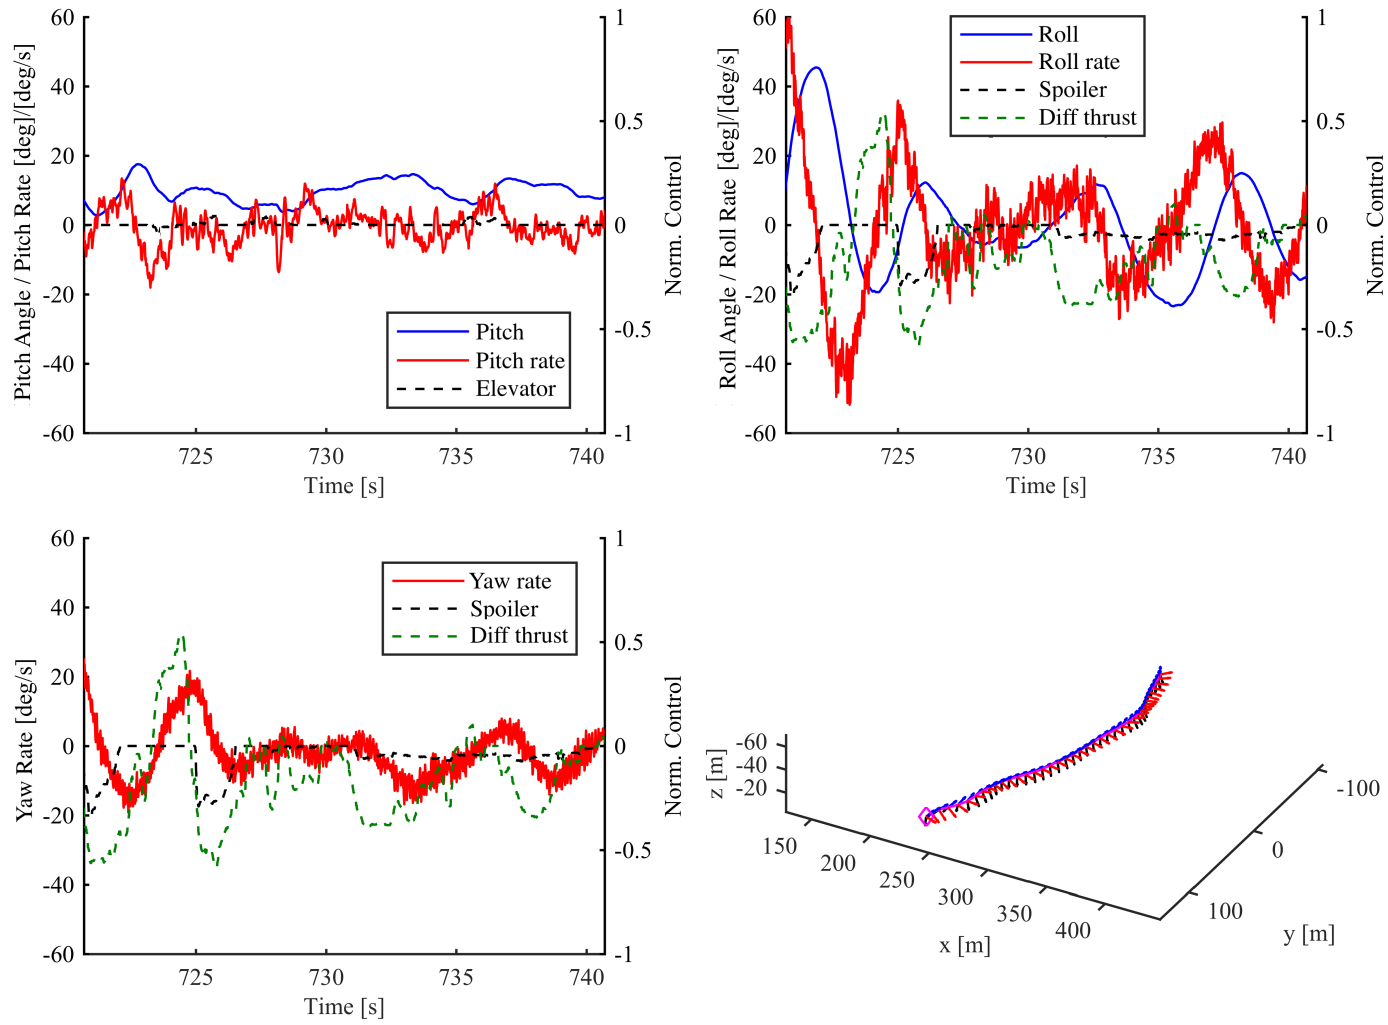 60
40
20
0
-20
-40
-60
1
0.5
0
-0.5
-1
Pitch Angle / Pitch Rate [deg]/[deg/s]
Norm. Control
Pitch
Pitch rate
Elevator
725
730
735
740
Time [s]
60
40
20
0
-20
-40
-60
1
0.5
0
-0.5
-1
Roll Angle / Roll Rate [deg]/[deg/s]
Norm. Control
Roll
Roll rate
Spoiler
Diff thrust
725
730
735
740
Time [s]
60
40
20
0
-20
-40
-60
1
0.5
0
-0.5
-1
Yaw Rate [deg/s]
Norm. Control
Yaw rate
Spoiler
Diff thrust
725
730
735
740
Time [s]
-60
-40
-20
z [m]
150
200
250
300
350
400
x [m]
-100
0
100
y [m]